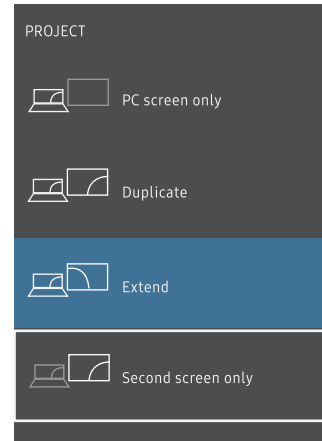 PROJECT
PC screen only
Duplicate
Extend
Second screen only